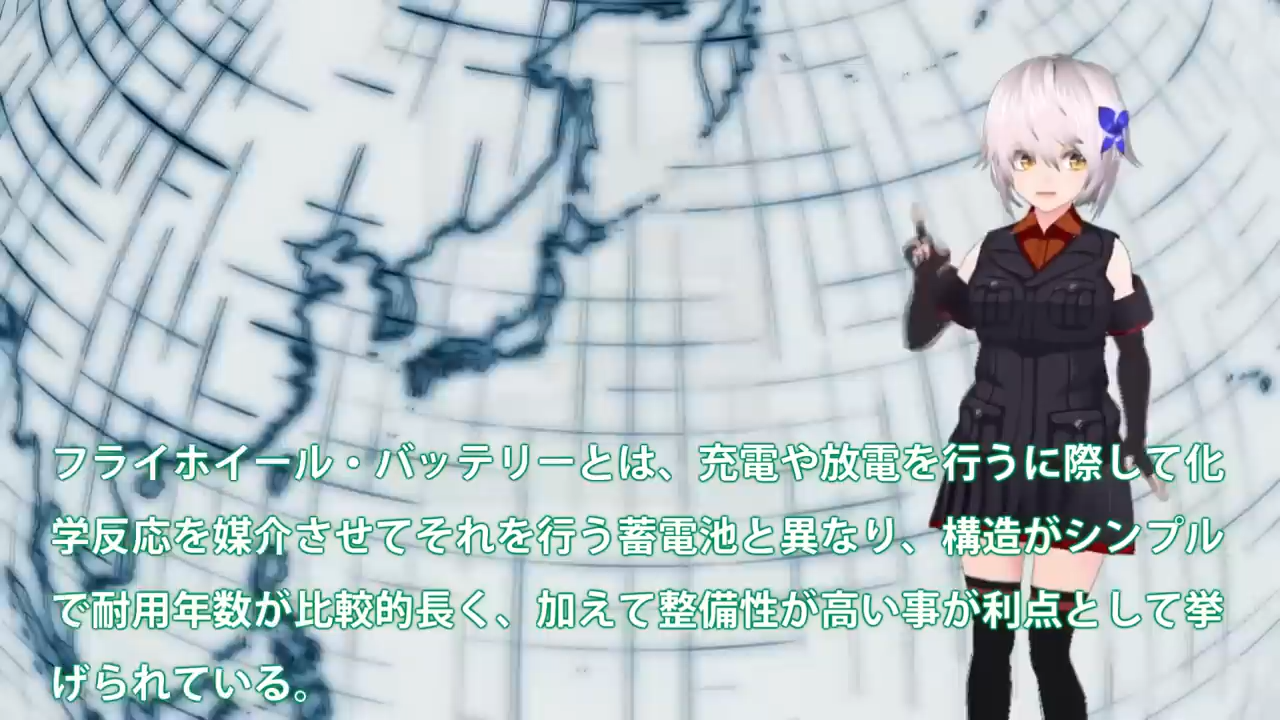 フライホイール・バッテリーとは、充電や放電を行うに際して化
学反応を媒介させてそれを行う蓄電池と異なり、構造がシンプル
で耐用年数が比較的長く、加えて整備性が高い事が利点として挙
げられている。